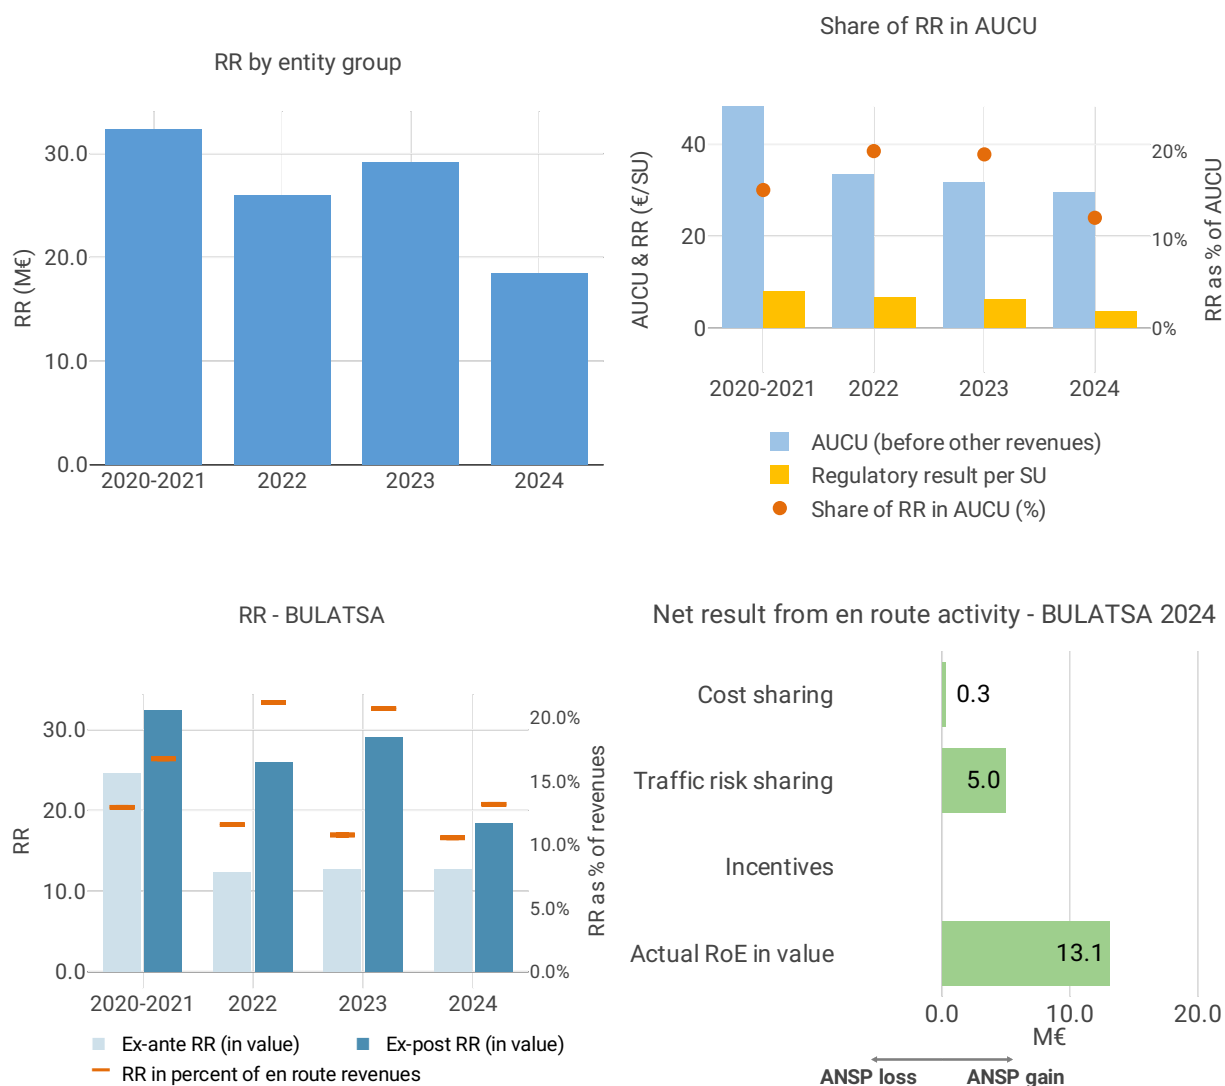 RR by entity group
RR (M€)
30.0
20.0
10.0
0.0
2020-2021 2022 2023 2024
Share of RR in AUCU
AUCU & RR (€/SU)
40
20
0
20%
10%
0%
RR as % of AUCU
2020-2021 2022 2023 2024
AUCU (before other revenues)
Regulatory result per SU
Share of RR in AUCU (%)
RR - BULATSA
RR
30.0
20.0
10.0
0.0
20.0%
15.0%
10.0%
5.0%
0.0%
RR as % of revenues
2020-2021 2022 2023 2024
Ex-ante RR (in value) Ex-post RR (in value)
RR in percent of en route revenues
Net result from en route activity - BULATSA 2024
Cost sharing 0.3
Traffic risk sharing 5.0
Incentives
Actual RoE in value 13.1
0.0 10.0 20.0
M€
ANSP loss ANSP gain